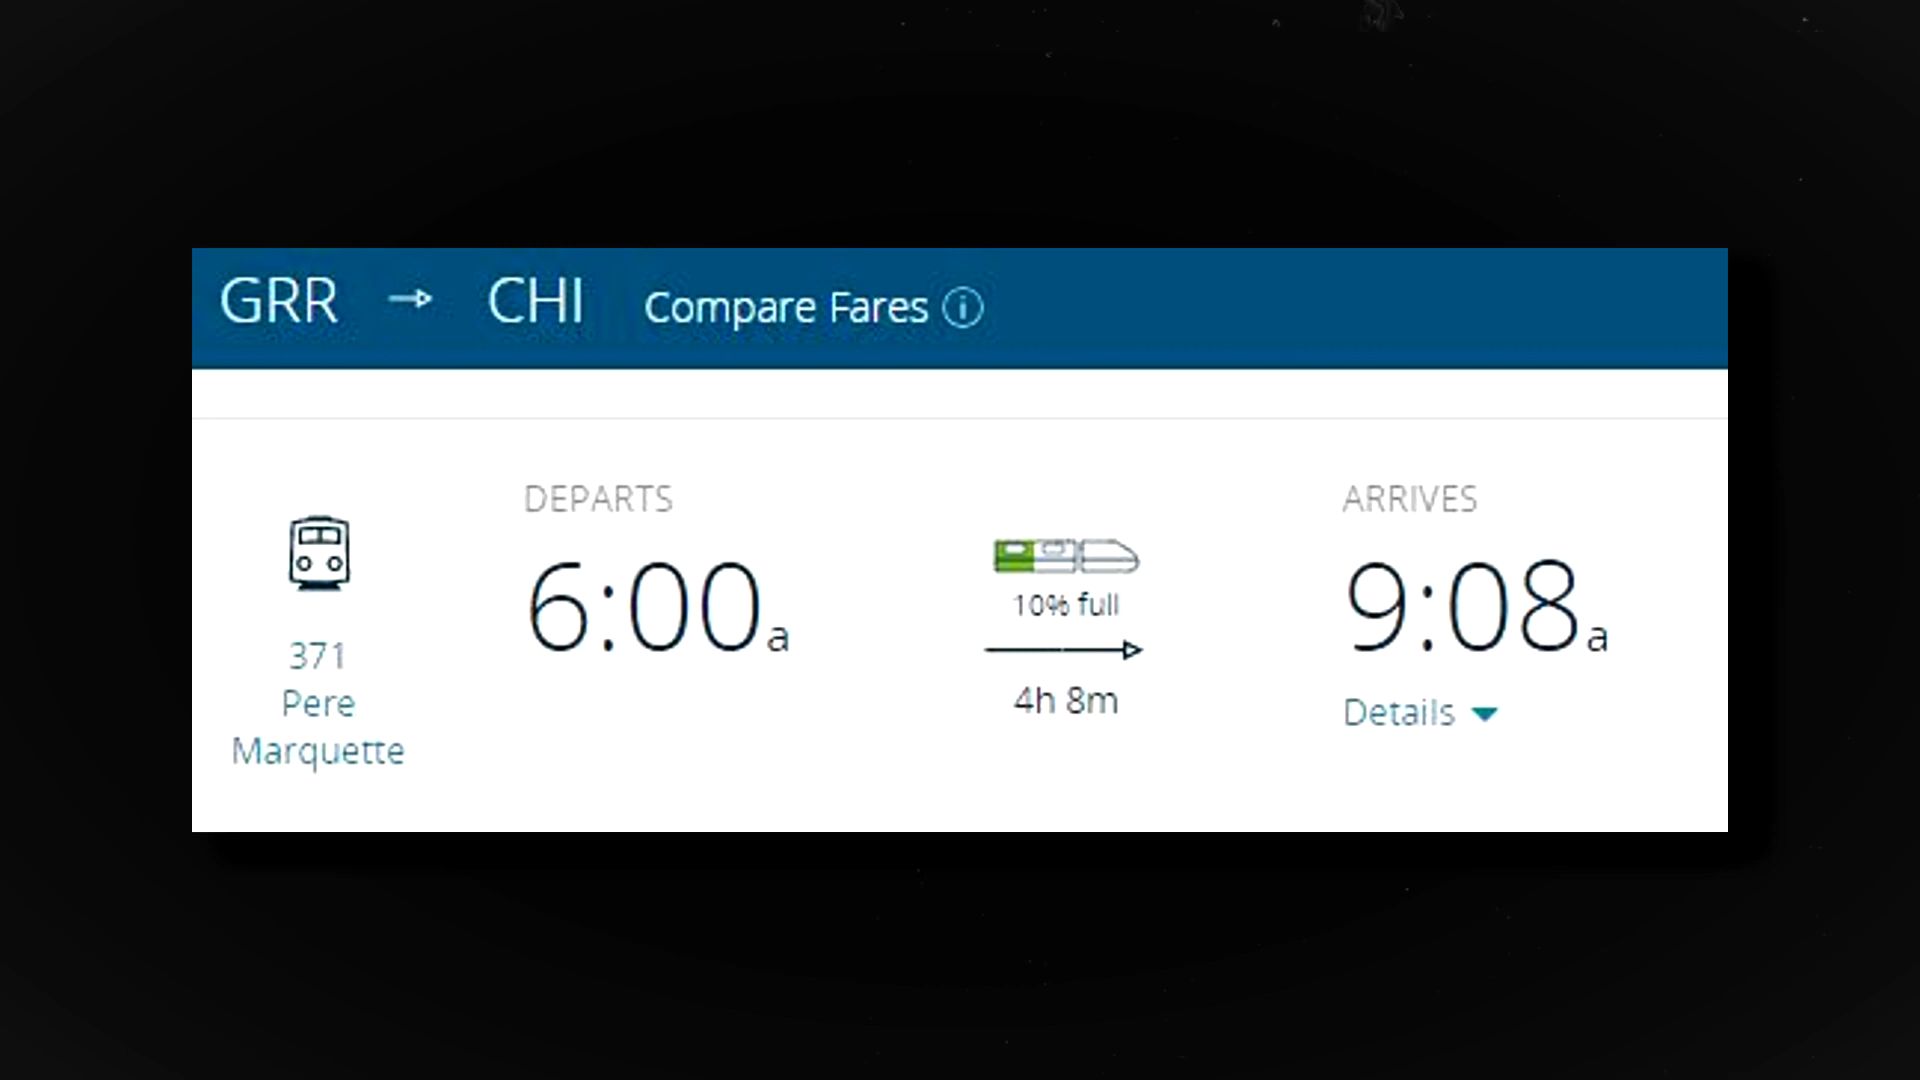 GRR → CHI Compare Fares
DEPARTS
ARRIVES
6:00a
10% full
9:08a
371
Pere
Marquette
4h 8m
Details